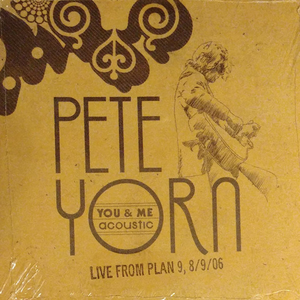 PETE
YORN
YOU & ME
acoustic
LIVE FROM PLAN 9, 8/9/06